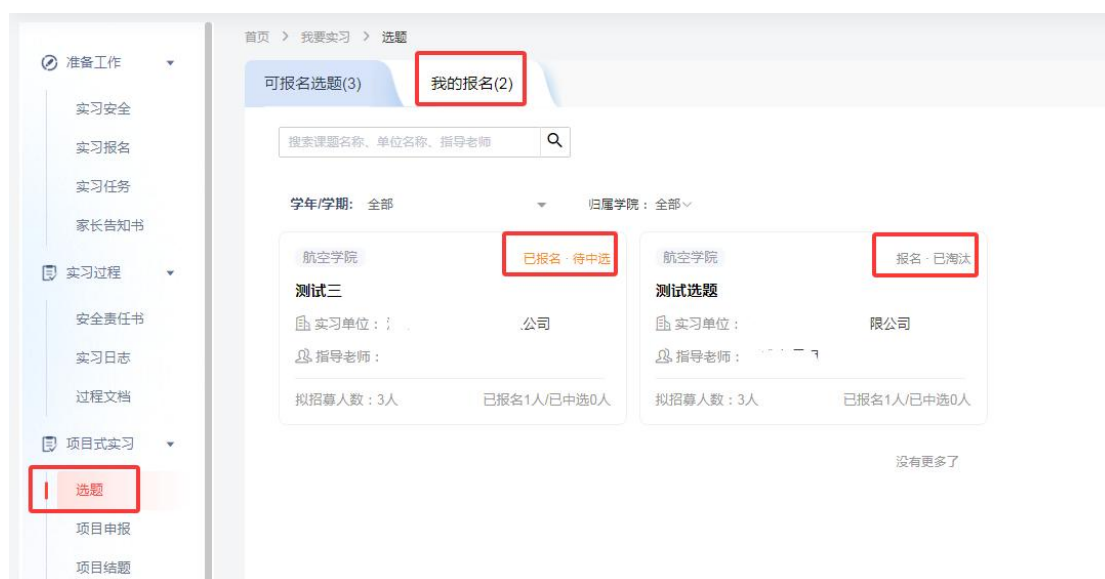 首页 > 我要实习 > 选题
准备工作
实习安全
实习报名
实习任务
家长告知书
实习过程
安全责任书
实习日志
过程文档
项目式实习
选题
项目申报
项目结题
可报名选题(3)
我的报名(2)
搜索课题名称、单位名称、指导老师
学年/学期: 全部
归属学院: 全部
航空学院
已报名 · 待中选
测试三
实习单位:
公司
指导老师:
拟招募人数:3人
已报名1人/已中选0人
航空学院
报名 · 已淘汰
测试选题
实习单位:
限公司
指导老师:
拟招募人数:3人
已报名1人/已中选0人
没有更多了